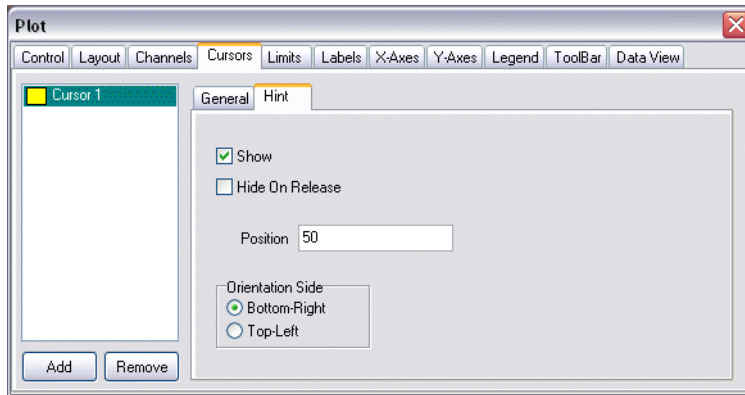 Plot
Control Layout Channels Cursors Limits Labels X-Axes Y-Axes Legend ToolBar Data View
Cursor 1
General Hint
Show
Hide On Release
Position 50
Orientation Side
Bottom-Right
Top-Left
Add Remove